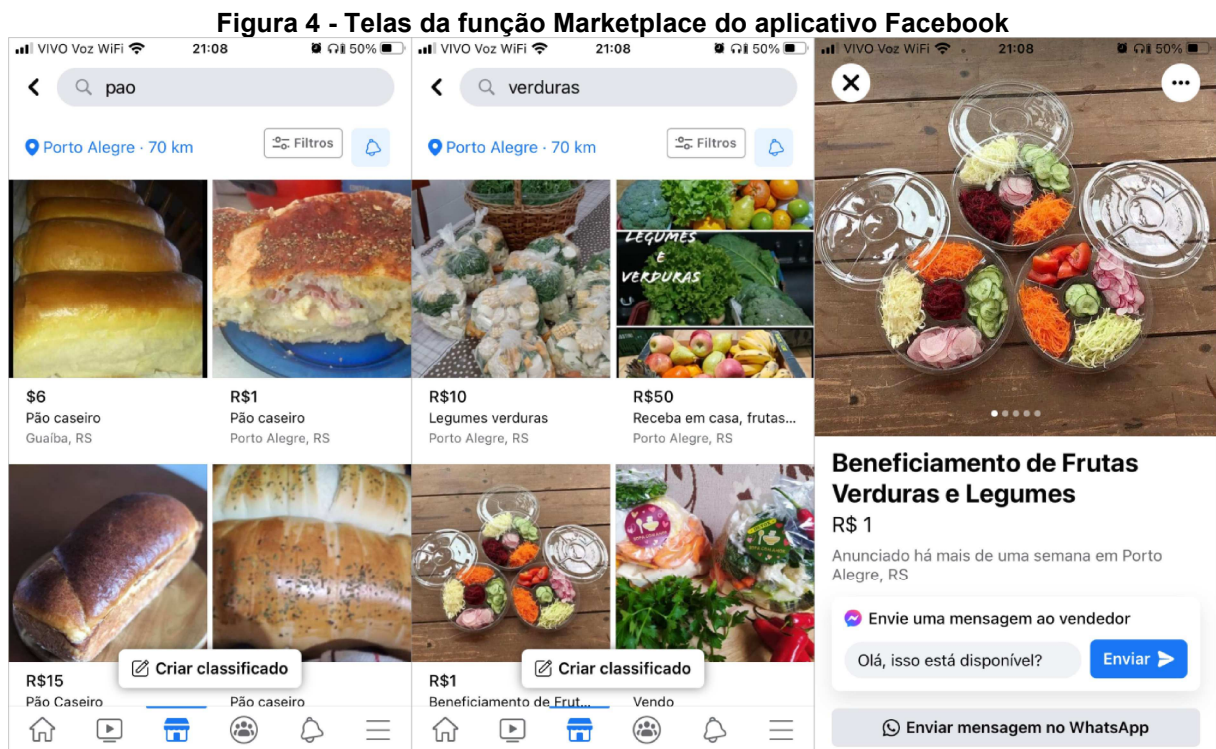 Figura 4 - Telas da função Marketplace do aplicativo Facebook
VIVO Voz WiFi 21:08 50%
pao
Porto Alegre · 70 km
Filtros
$6
Pão caseiro
Guaíba, RS
R$1
Pão caseiro
Porto Alegre, RS
R$15
Pão Caseiro
Pão caseiro
Criar classificado
VIVO Voz WiFi 21:08 50%
verduras
Porto Alegre · 70 km
Filtros
LEGUMES
E
VERDURAS
R$10
Legumes verduras
Porto Alegre, RS
R$50
Receba em casa, frutas...
Porto Alegre, RS
R$1
Beneficiamento de Frut...
Vendo
Criar classificado
VIVO Voz WiFi 21:08 50%
Beneficiamento de Frutas
Verduras e Legumes
R$ 1
Anunciado há mais de uma semana em Porto
Alegre, RS
Envie uma mensagem ao vendedor
Olá, isso está disponível?
Enviar
Enviar mensagem no WhatsApp